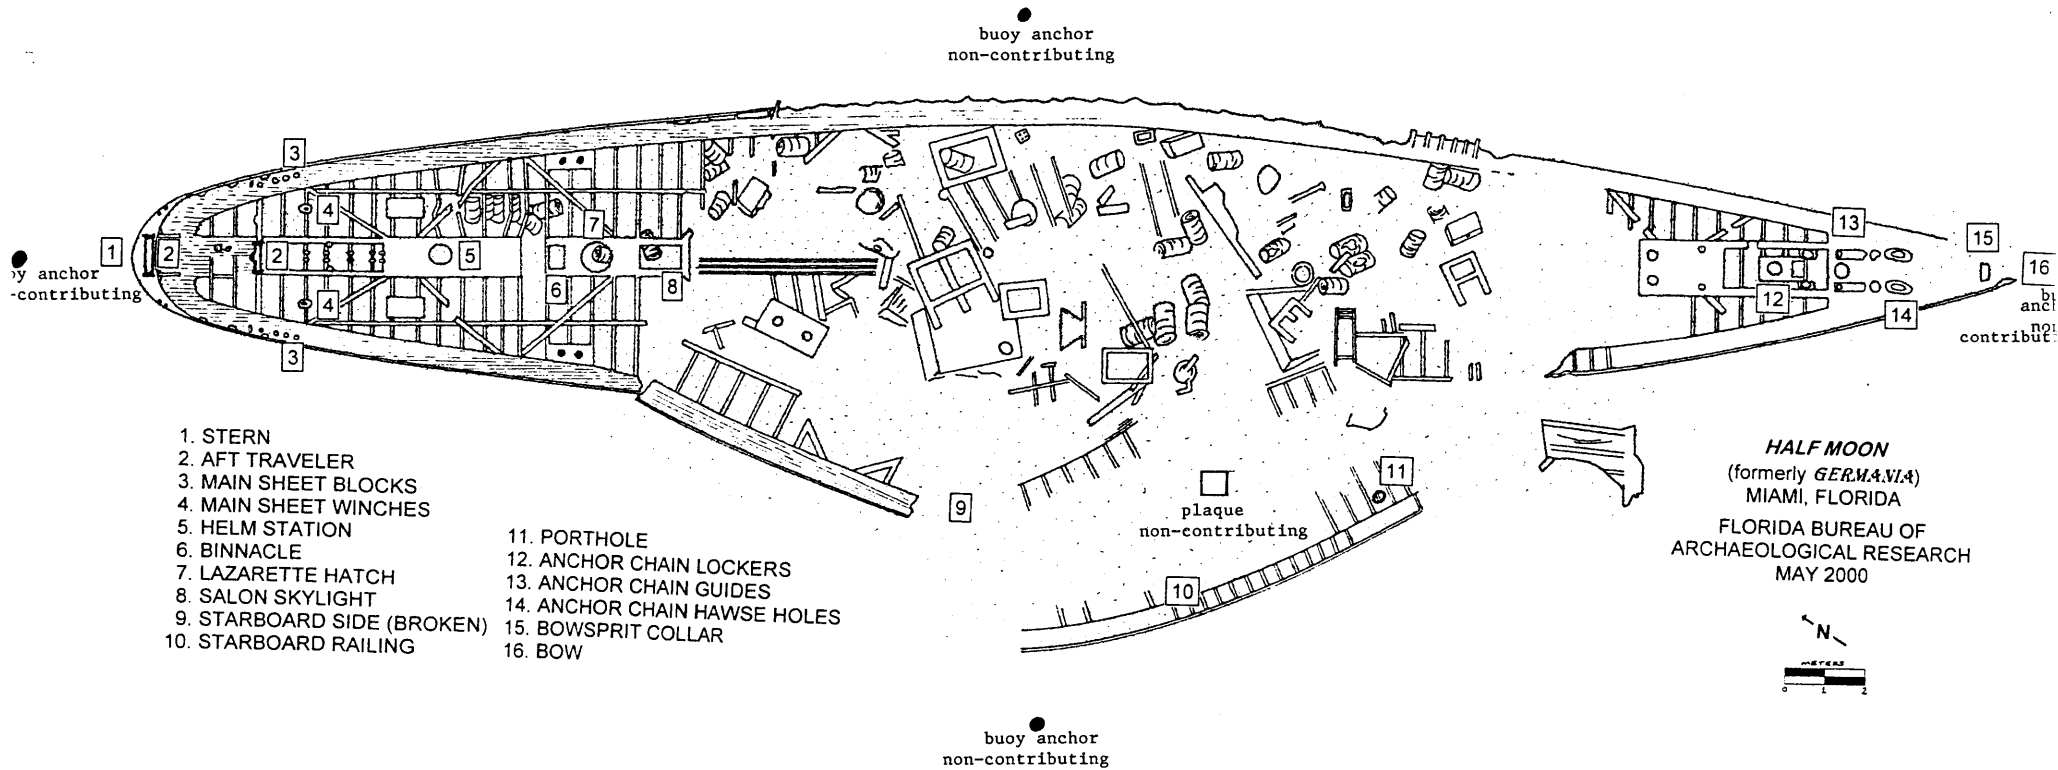 buoy anchor
non-contributing
3
4
7
1
2
2
5
6
8
4
3
13
15
16
12
14
y anchor
-contributing
anc
contribut
1. STERN
2. AFT TRAVELER
3. MAIN SHEET BLOCKS
4. MAIN SHEET WINCHES
5. HELM STATION
6. BINNACLE
7. LAZARETTE HATCH
8. SALON SKYLIGHT
9. STARBOARD SIDE (BROKEN)
10. STARBOARD RAILING
11. PORTHOLE
12. ANCHOR CHAIN LOCKERS
13. ANCHOR CHAIN GUIDES
14. ANCHOR CHAIN HAWSE HOLES
15. BOWSPRIT COLLAR
16. BOW
9
11
plaque
non-contributing
10
HALF MOON
(formerly GERMANIA)
MIAMI, FLORIDA
FLORIDA BUREAU OF
ARCHAEOLOGICAL RESEARCH
MAY 2000
N
METERS
0 1 2
buoy anchor
non-contributing